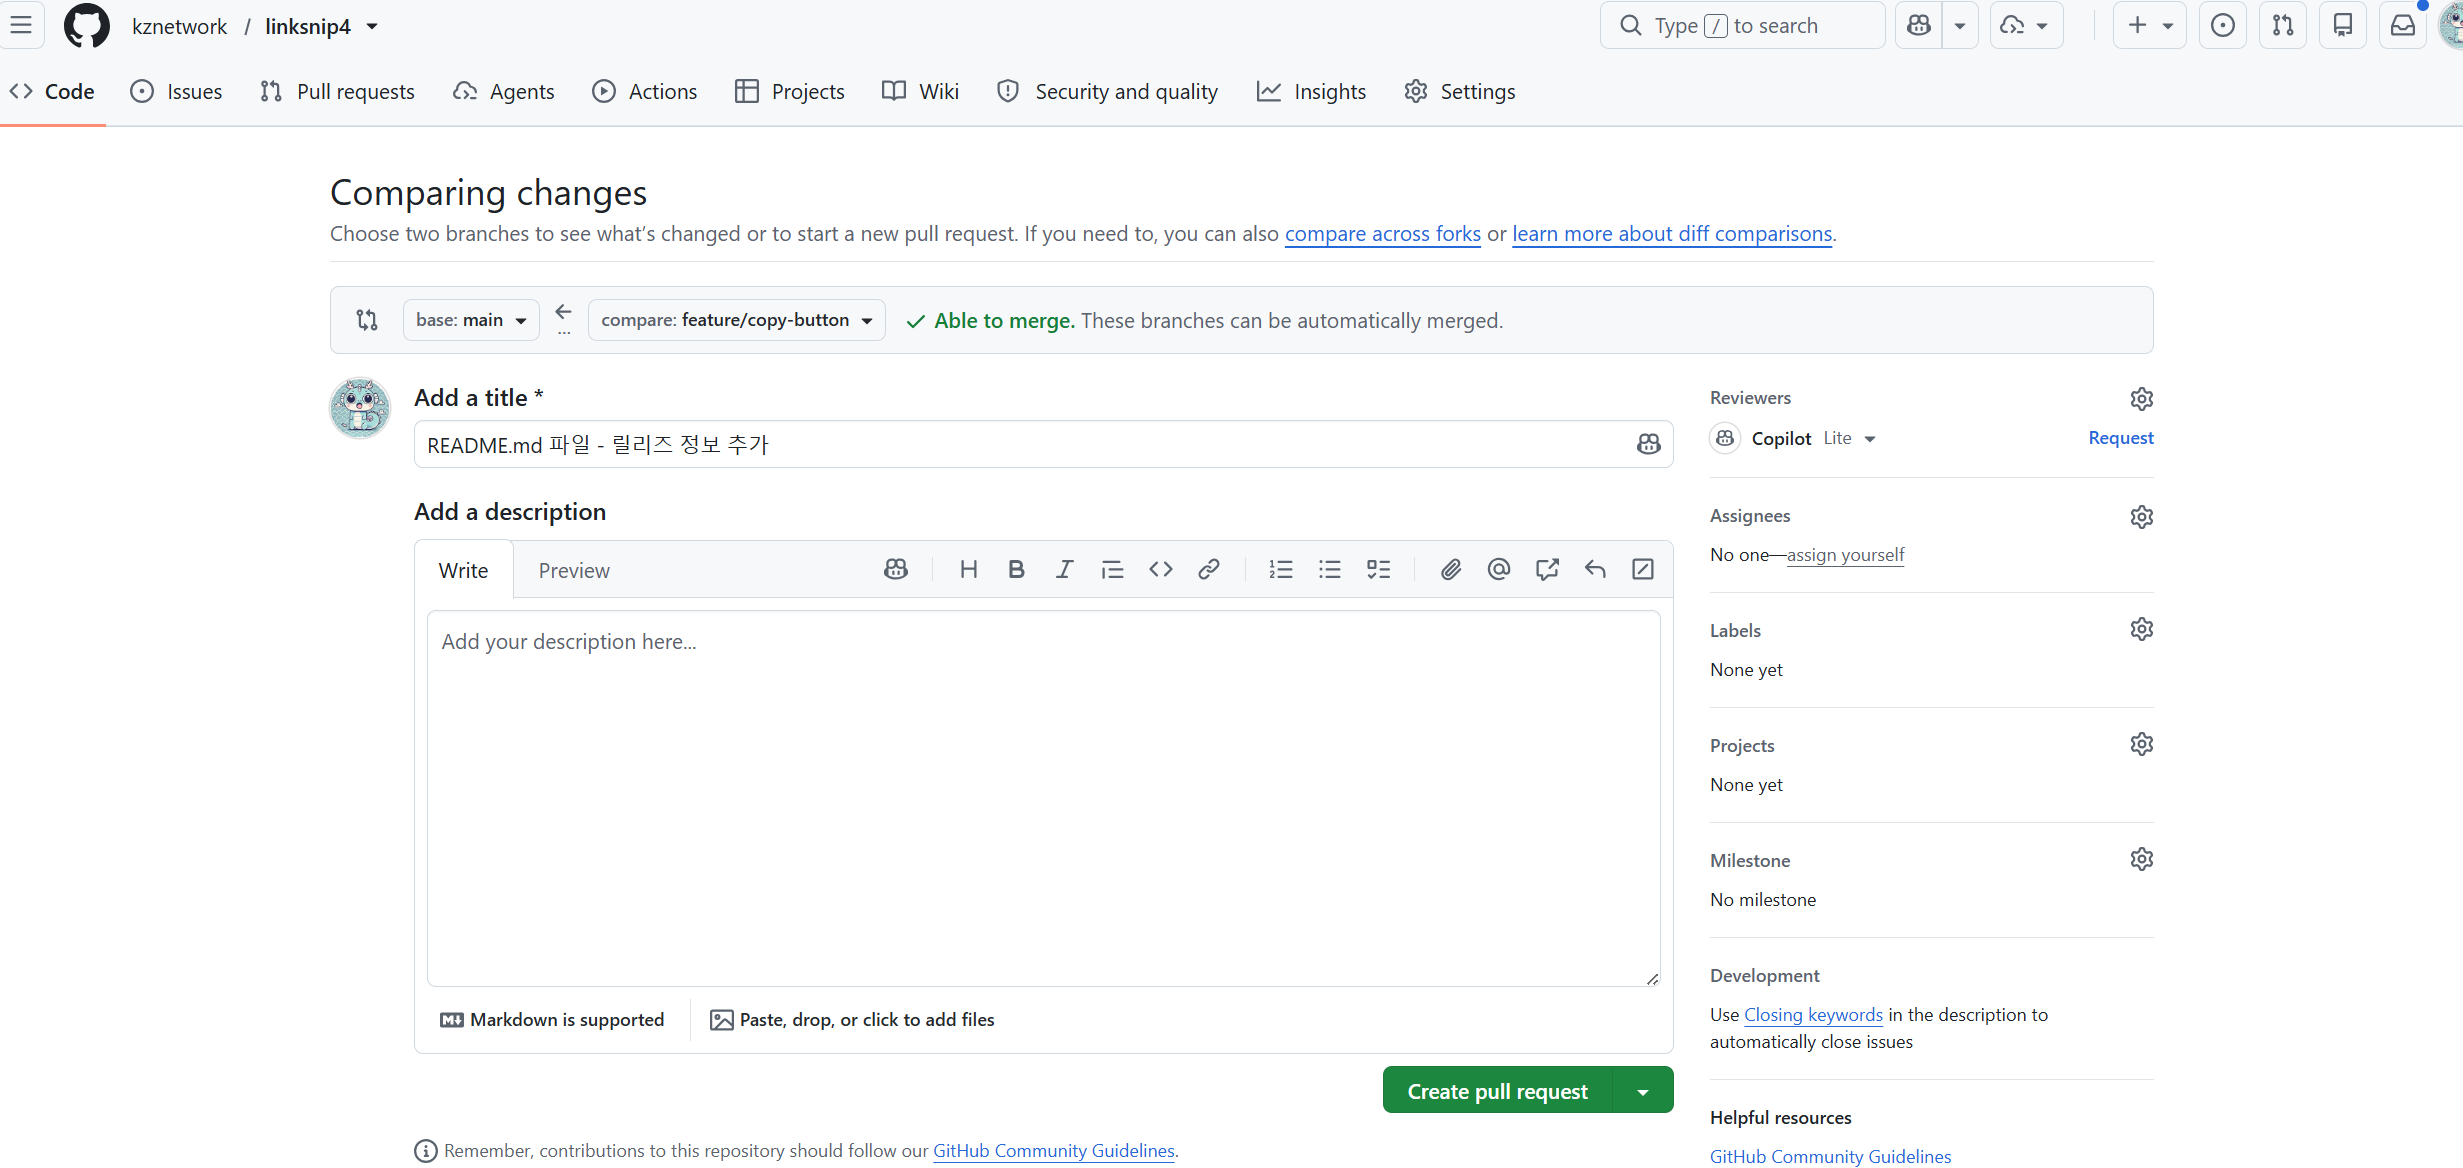 kznetwork / linksnip4
Type / to search
Code Issues Pull requests Agents Actions Projects Wiki Security and quality Insights Settings
Comparing changes
Choose two branches to see what’s changed or to start a new pull request. If you need to, you can also compare across forks or learn more about diff comparisons.
base: main ... compare: feature/copy-button Able to merge. These branches can be automatically merged.
Add a title *
README.md 파일 - 릴리즈 정보 추가
Add a description
Write Preview
Add your description here...
Markdown is supported Paste, drop, or click to add files
Create pull request
Remember, contributions to this repository should follow our GitHub Community Guidelines.
Reviewers
Copilot Lite Request
Assignees
No one—assign yourself
Labels
None yet
Projects
None yet
Milestone
No milestone
Development
Use Closing keywords in the description to
automatically close issues
Helpful resources
GitHub Community Guidelines